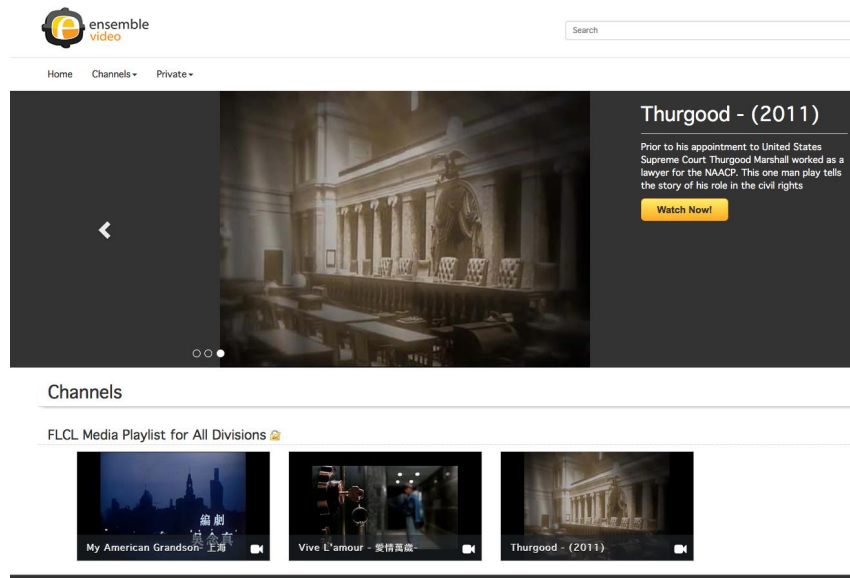 ensemble
video
Search
Home Channels Private
Thurgood - (2011)
Prior to his appointment to United States
Supreme Court Thurgood Marshall worked as a
lawyer for the NAACP. This one man play tells
the story of his role in the civil rights
Watch Now!
Channels
FLCL Media Playlist for All Divisions
編劇
吳念真
My American Grandson- 上海
Vive L'amour - 愛情萬歲-
Thurgood - (2011)